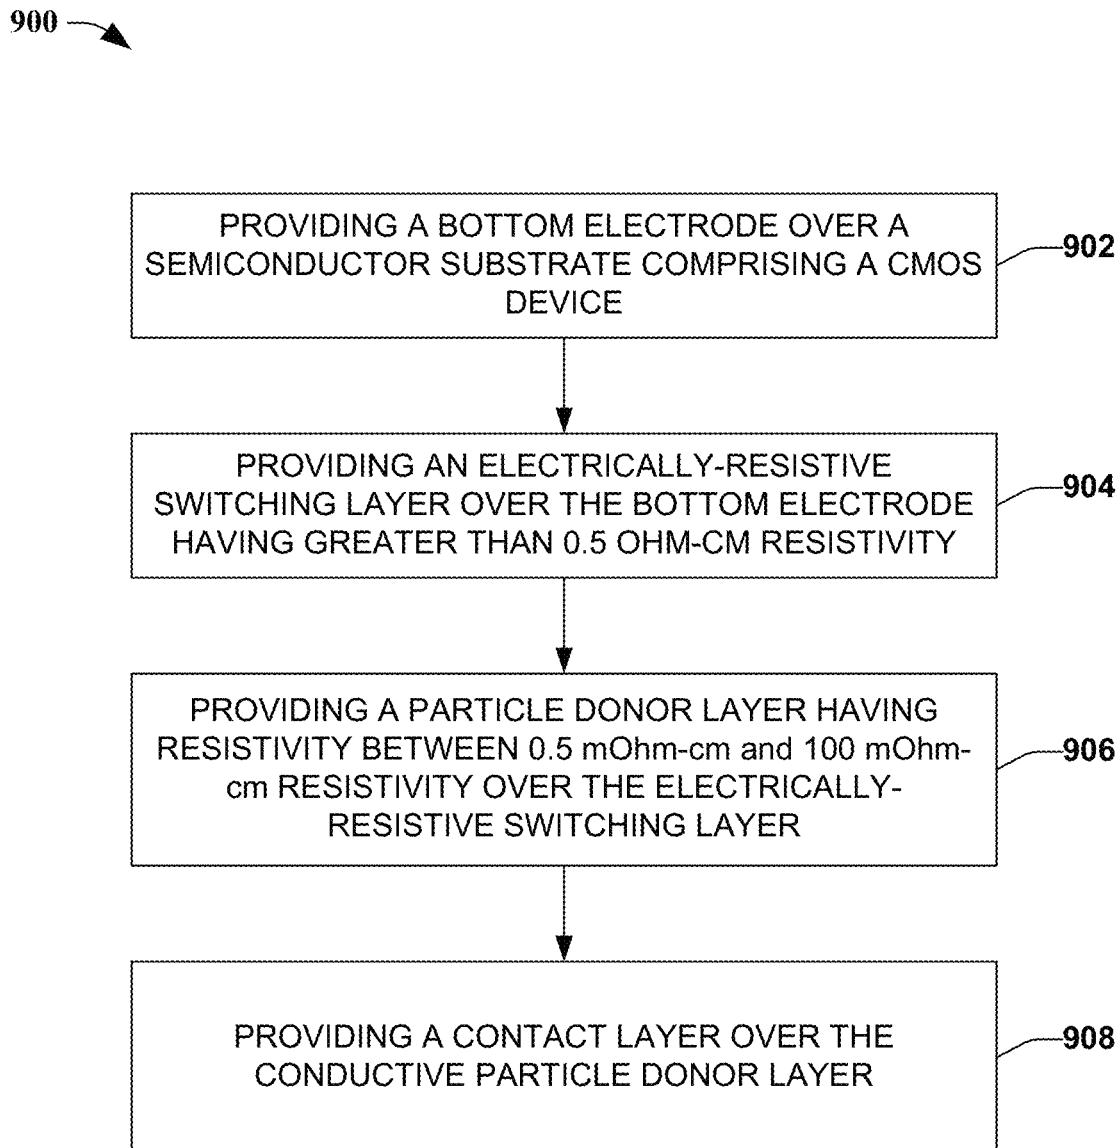 900
PROVIDING A BOTTOM ELECTRODE OVER A
SEMICONDUCTOR SUBSTRATE COMPRISING A CMOS
DEVICE
902
PROVIDING AN ELECTRICALLY-RESISTIVE
SWITCHING LAYER OVER THE BOTTOM ELECTRODE
HAVING GREATER THAN 0.5 OHM-CM RESISTIVITY
904
PROVIDING A PARTICLE DONOR LAYER HAVING
RESISTIVITY BETWEEN 0.5 mOhm-cm and 100 mOhm-
cm RESISTIVITY OVER THE ELECTRICALLY-
RESISTIVE SWITCHING LAYER
906
PROVIDING A CONTACT LAYER OVER THE
CONDUCTIVE PARTICLE DONOR LAYER
908